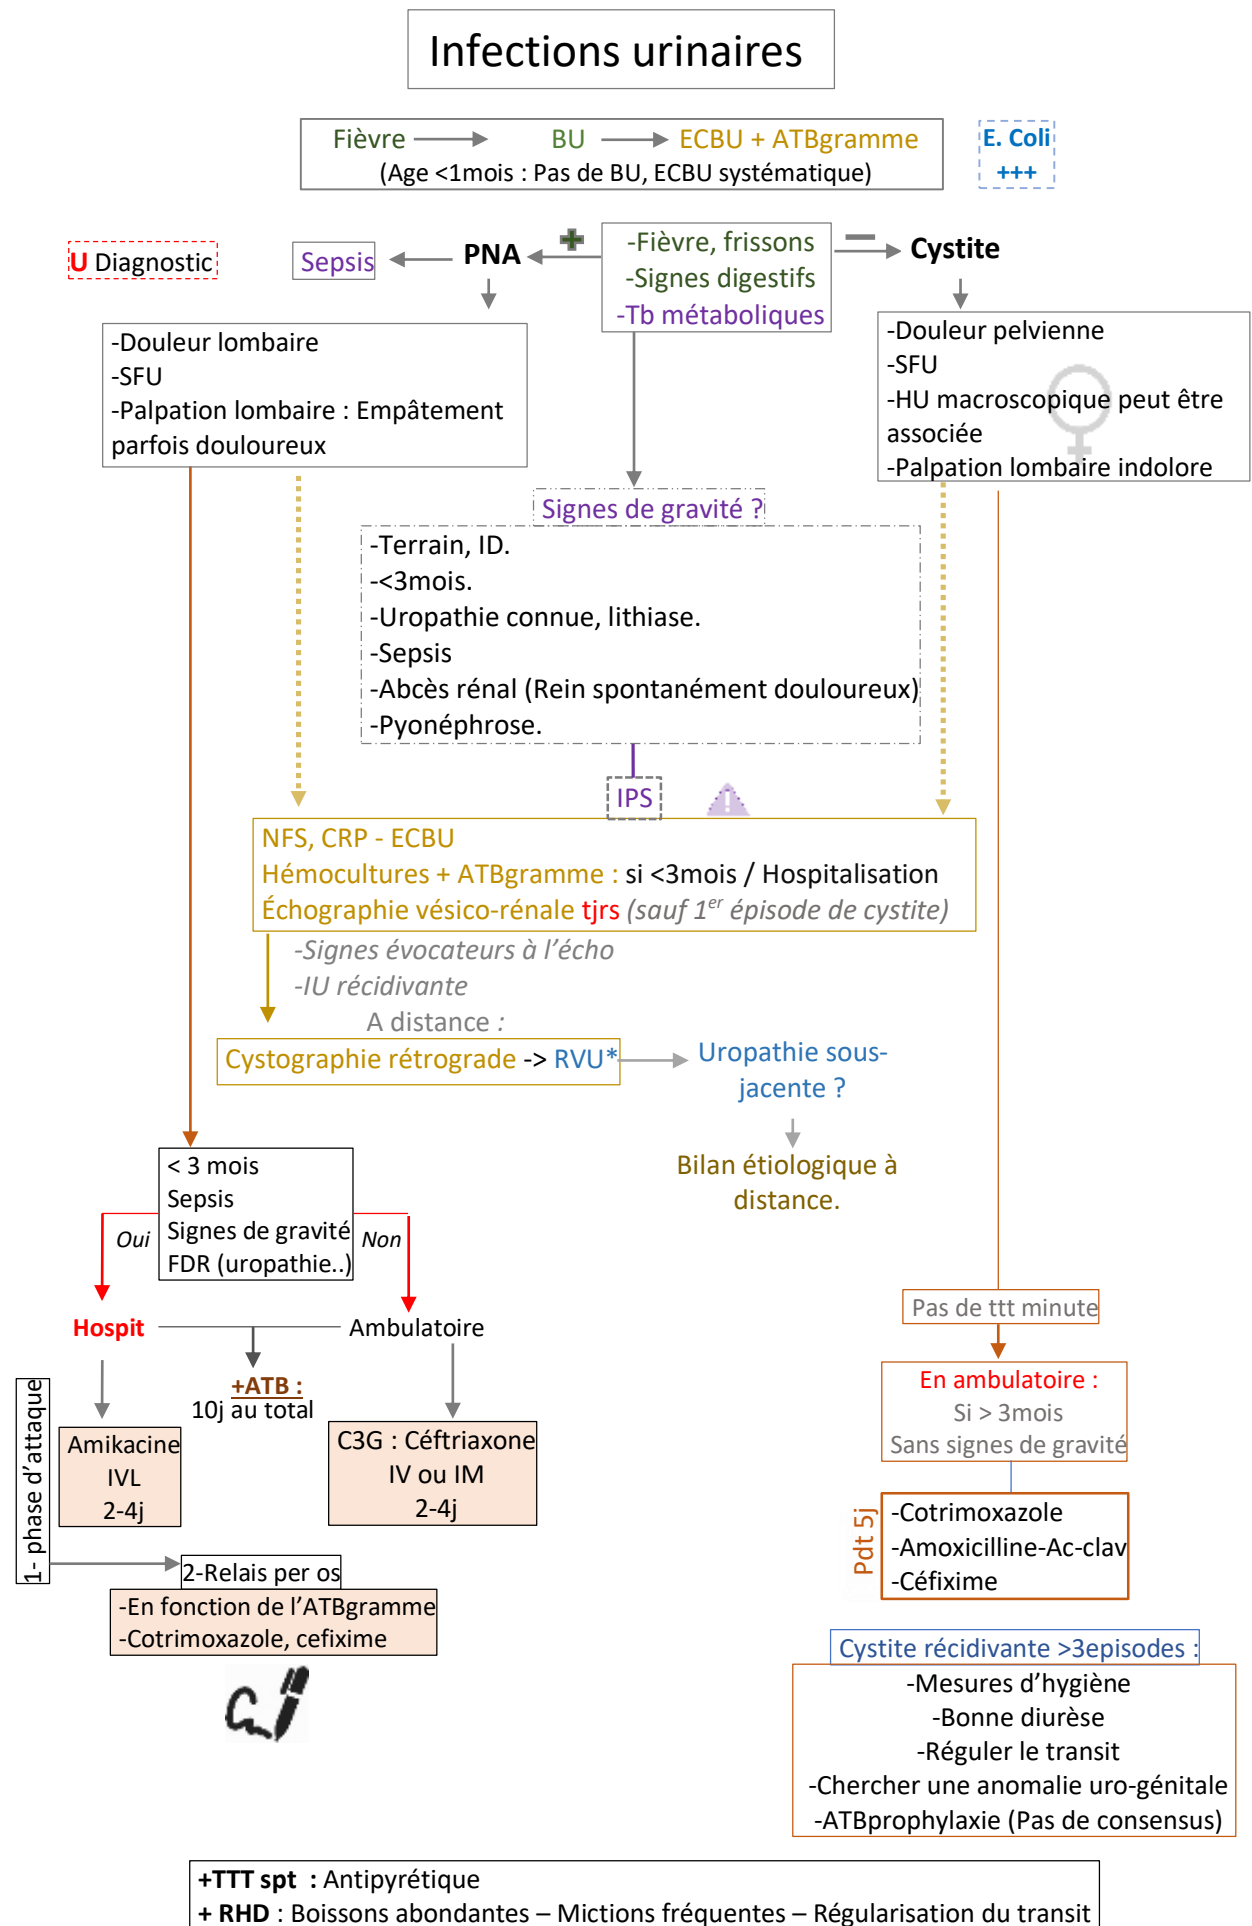 Infections urinaires
Fièvre BU ECBU + ATBgramme
(Age <1mois : Pas de BU, ECBU systématique)
E. Coli
+++
U Diagnostic
Sepsis
PNA
-Fièvre, frissons
-Signes digestifs
-Tb métaboliques
Cystite
-Douleur lombaire
-SFU
-Palpation lombaire : Empâtement
parfois douloureux
-Douleur pelvienne
-SFU
-HU macroscopique peut être
associée
-Palpation lombaire indolore
Signes de gravité ?
-Terrain, ID.
-<3mois.
-Uropathie connue, lithiase.
-Sepsis
-Abcès rénal (Rein spontanément douloureux)
-Pyonéphrose.
IPS
NFS, CRP - ECBU
Hémocultures + ATBgramme : si <3mois / Hospitalisation
Échographie vésico-rénale tjrs (sauf 1er épisode de cystite)
-Signes évocateurs à l’écho
-IU récidivante
A distance :
Cystographie rétrograde -> RVU*
Uropathie sous-
jacente ?
Bilan étiologique à
distance.
< 3 mois
Sepsis
Signes de gravité
FDR (uropathie..)
Oui
Non
Hospit
Ambulatoire
+ATB :
10j au total
1- phase d’attaque
Amikacine
IVL
2-4j
C3G : Céftriaxone
IV ou IM
2-4j
2-Relais per os
-En fonction de l’ATBgramme
-Cotrimoxazole, cefixime
Pas de ttt minute
En ambulatoire :
Si > 3mois
Sans signes de gravité
Pdt 5j
-Cotrimoxazole
-Amoxicilline-Ac-clav
-Céfixime
Cystite récidivante >3episodes :
-Mesures d’hygiène
-Bonne diurèse
-Réguler le transit
-Chercher une anomalie uro-génitale
-ATBprophylaxie (Pas de consensus)
+TTT spt : Antipyrétique
+ RHD : Boissons abondantes – Mictions fréquentes – Régularisation du transit